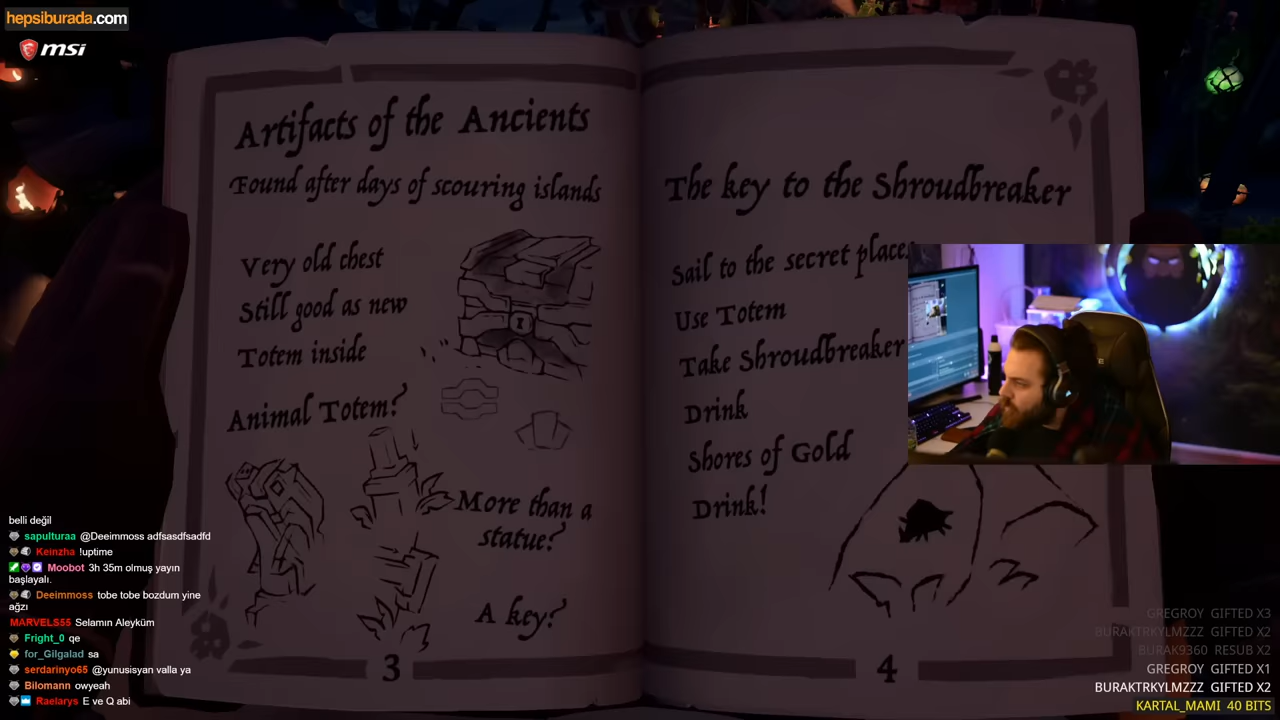 hepsiburada.com
msi
Artifacts of the Ancients
Found after days of scouring islands
Very old chest
Still good as new
Totem inside
Animal Totem?
More than a
statue?
A key?
3
The key to the Shroudbreaker
Sail to the secret place
Use Totem
Take Shroudbreaker
Drink
Shores of Gold
Drink!
4
belli değil
sapulturaa @Deeimmoss adfsasdfsadfd
Keinzha !uptime
Moobot 3h 35m olmuş yayın
başlayalı.
Deeimmoss tobe tobe bozdum yine
ağzı
MARVELS55 Selamın Aleyküm
Fright_0 qe
for_Gilgalad sa
serdarinyo65 @yunusisyan valla ya
Bilomann owyeah
Raelarys E ve Q abi
GREGROY GIFTED X3
BURAKTRKYLMZZZ GIFTED X2
BURAK9360 RESUB X2
GREGROY GIFTED X1
BURAKTRKYLMZZZ GIFTED X2
KARTAL_MAMI 40 BITS